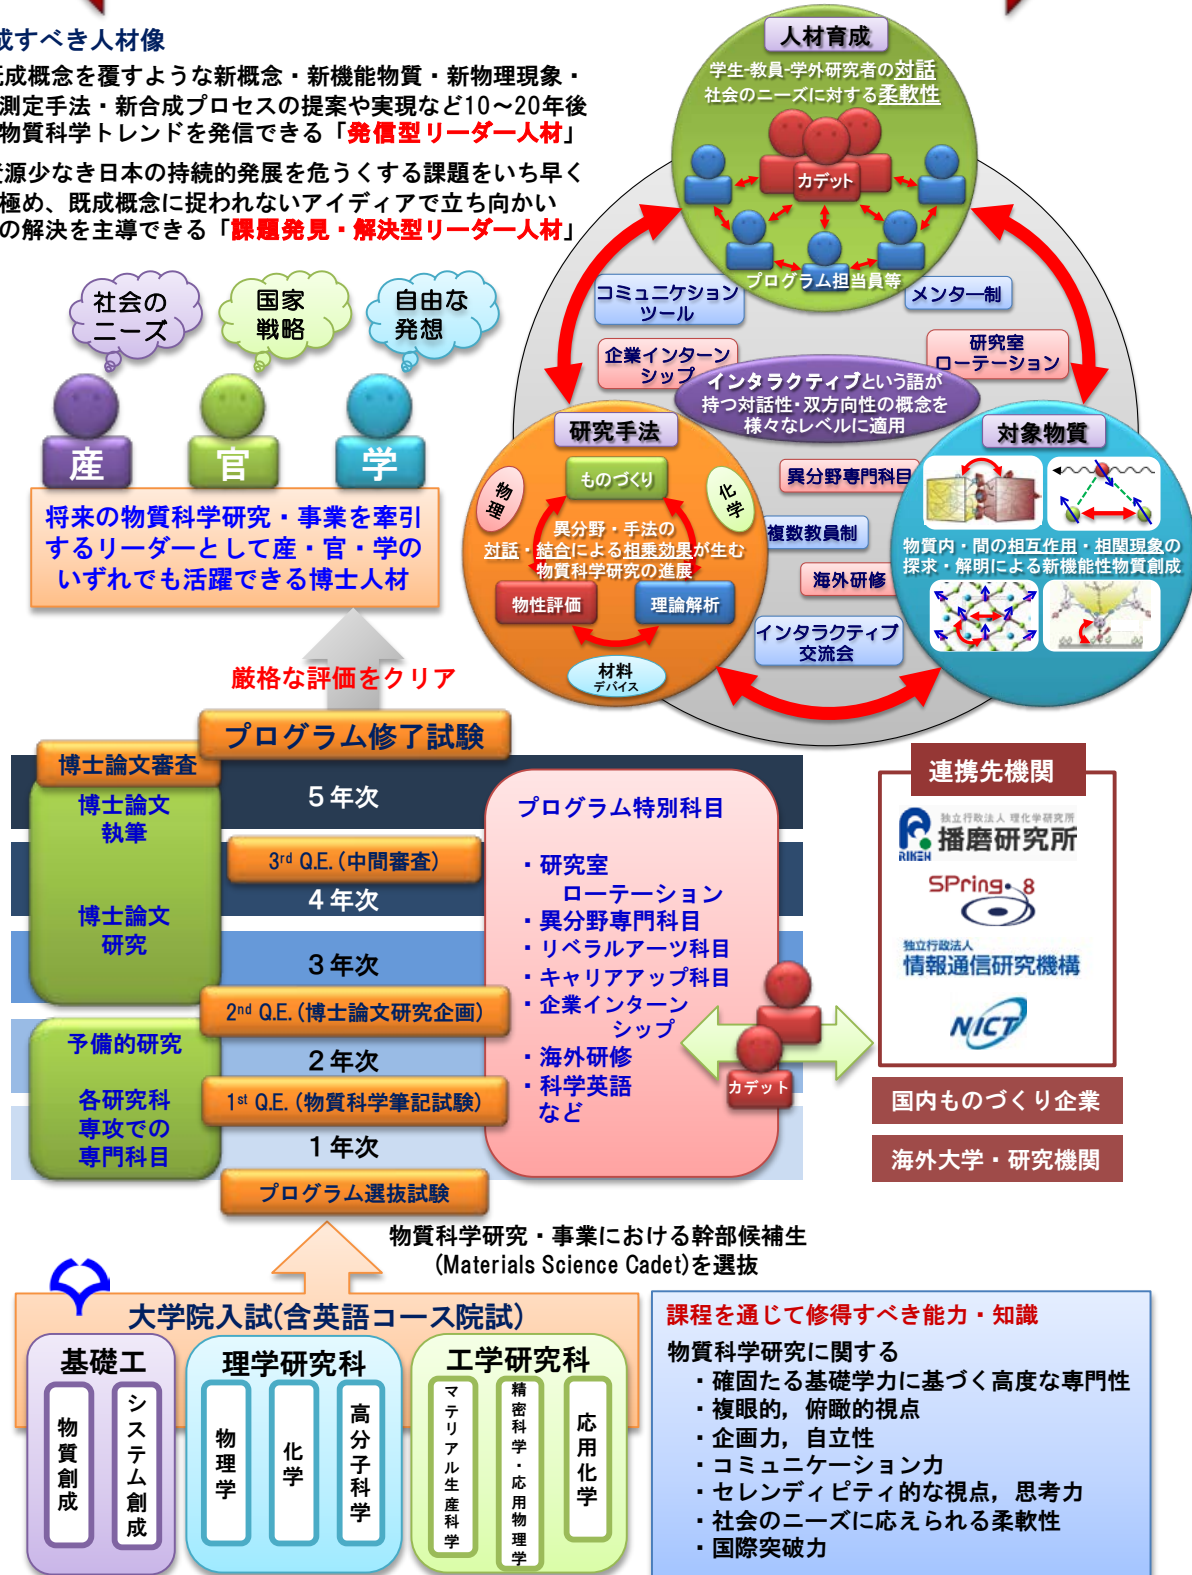 成すべき人材像
既成概念を覆すような新概念・新機能物質・新物理現象・
測定手法・新合成プロセスの提案や実現など10～20年後
物質科学トレンドを発信できる「発信型リーダー人材」
資源少なき日本の持続的発展を危うくする課題をいち早く
極め、既成概念に捉われないアイディアで立ち向かい
の解決を主導できる「課題発見・解決型リーダー人材」
社会の
ニーズ
国家
戦略
自由な
発想
産
官
学
将来の物質科学研究・事業を牽引
するリーダーとして産・官・学の
いずれでも活躍できる博士人材
厳格な評価をクリア
人材育成
学生-教員-学外研究者の対話
社会のニーズに対する柔軟性
カデット
プログラム担当員等
コミュニケション
ツール
メンター制
企業インターン
シップ
研究室
ローテーション
インタラクティブという語が
持つ対話性・双方向性の概念を
様々なレベルに適用
研究手法
物理
ものづくり
化学
異分野・手法の
対話・結合による相乗効果が生む
物質科学研究の進展
物性評価
理論解析
材料
デバイス
異分野専門科目
複数教員制
海外研修
インタラクティブ
交流会
対象物質
物質内・間の相互作用・相関現象の
探求・解明による新機能性物質創成
プログラム修了試験
博士論文審査
博士論文
執筆
博士論文
研究
予備的研究
各研究科
専攻での
専門科目
5年次
3rd Q.E.(中間審査)
4年次
3年次
2nd Q.E.(博士論文研究企画)
2年次
1st Q.E.(物質科学筆記試験)
1年次
プログラム選抜試験
プログラム特別科目
・研究室
ローテーション
・異分野専門科目
・リベラルアーツ科目
・キャリアアップ科目
・企業インターン
シップ
・海外研修
・科学英語
など
カデット
連携先機関
独立行政法人 理化学研究所
播磨研究所
RIKEN
SPring-8
独立行政法人
情報通信研究機構
NICT
国内ものづくり企業
海外大学・研究機関
物質科学研究・事業における幹部候補生
(Materials Science Cadet)を選抜
大学院入試(含英語コース院試)
基礎工
物質創成
システム創成
理学研究科
物理学
化学
高分子科学
工学研究科
マテリアル生産科学
精密科学・応用物理学
応用化学
課程を通じて修得すべき能力・知識
物質科学研究に関する
・確固たる基礎学力に基づく高度な専門性
・複眼的，俯瞰的視点
・企画力，自立性
・コミュニケーション力
・セレンディピティ的な視点，思考力
・社会のニーズに応えられる柔軟性
・国際突破力